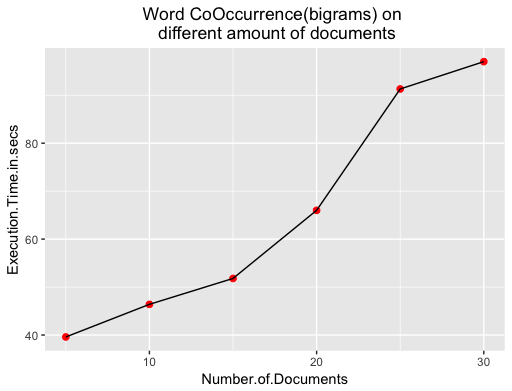 Word CoOccurrence(bigrams) on
different amount of documents
Execution.Time.in.secs
80
60
40
10
20
30
Number.of.Documents